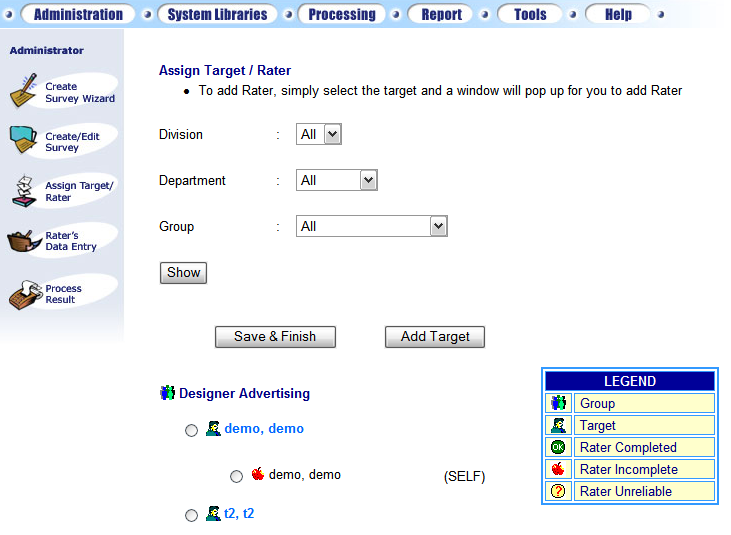 Administration System Libraries Processing Report Tools Help
Administrator
Create
Survey Wizard
Create/Edit
Survey
Assign Target/
Rater
Rater's
Data Entry
Process
Result
Assign Target / Rater
• To add Rater, simply select the target and a window will pop up for you to add Rater
Division : All
Department : All
Group : All
Show
Save & Finish Add Target
Designer Advertising
demo, demo
demo, demo (SELF)
t2, t2
LEGEND
Group
Target
OK Rater Completed
Rater Incomplete
? Rater Unreliable